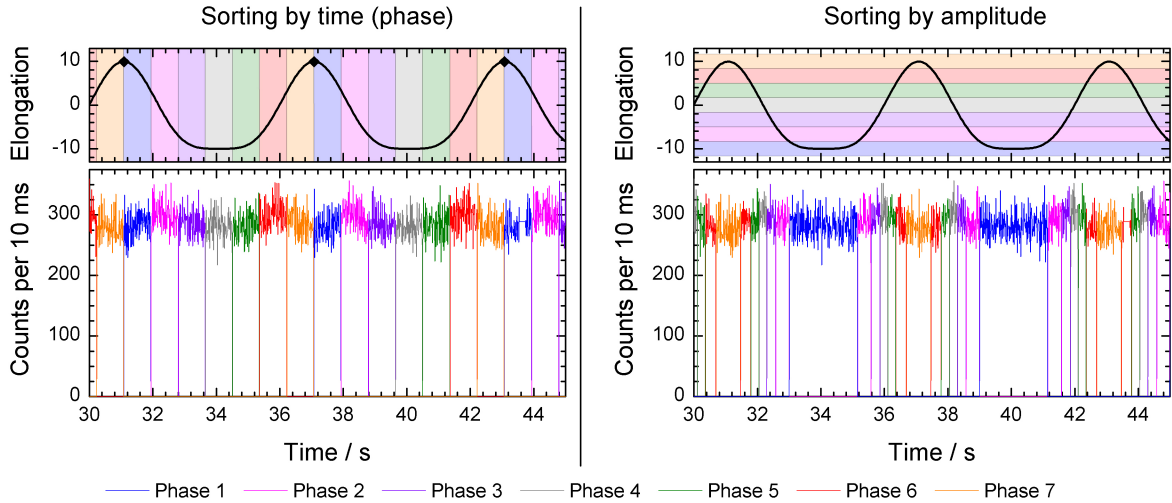 Sorting by time (phase)
Elongation
10
0
-10
Counts per 10 ms
300
200
100
0
30 32 34 36 38 40 42 44
Time / s
Sorting by amplitude
Elongation
10
0
-10
Counts per 10 ms
300
200
100
0
30 32 34 36 38 40 42 44
Time / s
Phase 1 Phase 2 Phase 3 Phase 4 Phase 5 Phase 6 Phase 7